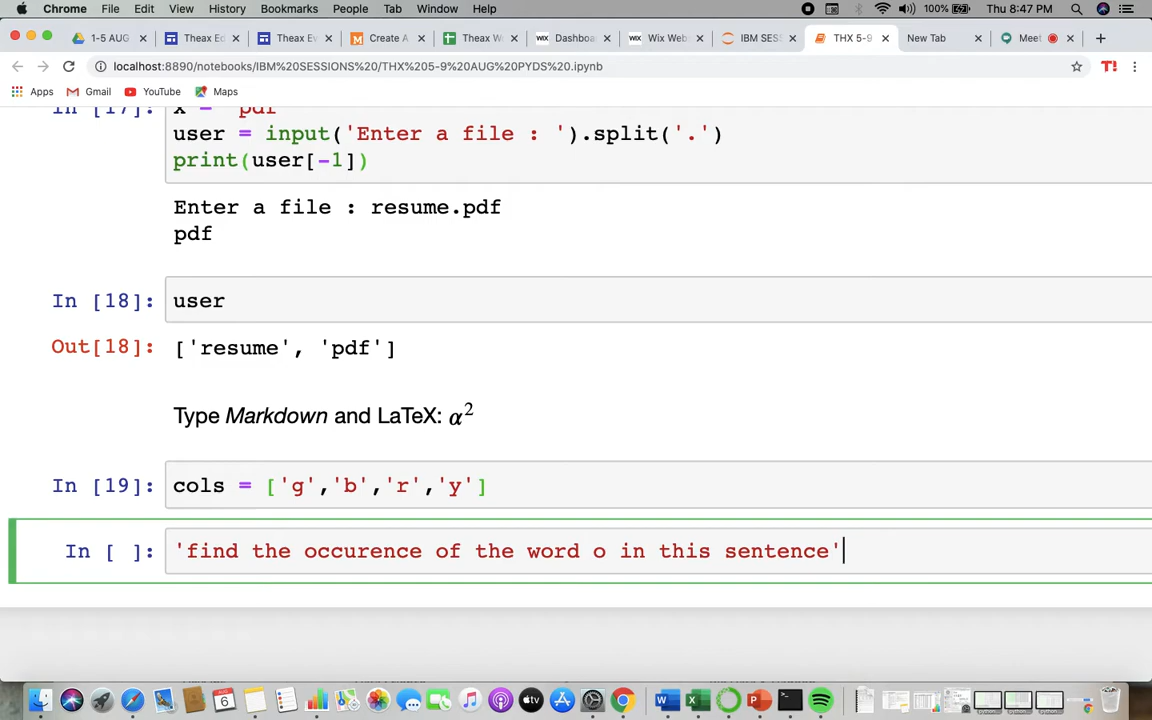 Chrome File Edit View History Bookmarks People Tab Window Help 100% Thu 8:47 PM
1-5 AUG Theax Ec Theax Ev Create A Theax W Dashboa Wix Web IBM SES THX 5-9 New Tab Meet
localhost:8890/notebooks/IBM%20SESSIONS%20/THX%205-9%20AUG%20PYDS%20.ipynb
Apps Gmail YouTube Maps
In [17]: x = 'pdf'
user = input('Enter a file : ').split('.')
print(user[-1])
Enter a file : resume.pdf
pdf
In [18]: user
Out[18]: ['resume', 'pdf']
Type Markdown and LaTeX: α²
In [19]: cols = ['g','b','r','y']
In [ ]: 'find the occurence of the word o in this sentence'